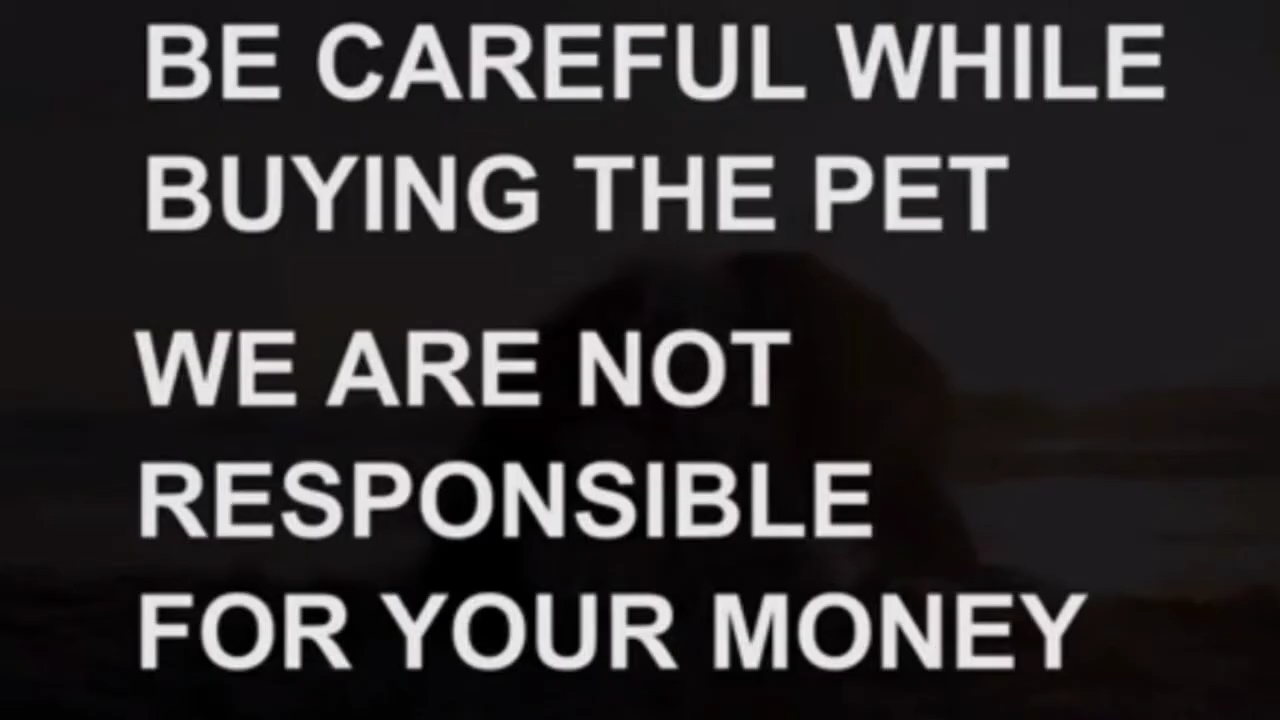 BE CAREFUL WHILE
BUYING THE PET
WE ARE NOT
RESPONSIBLE
FOR YOUR MONEY